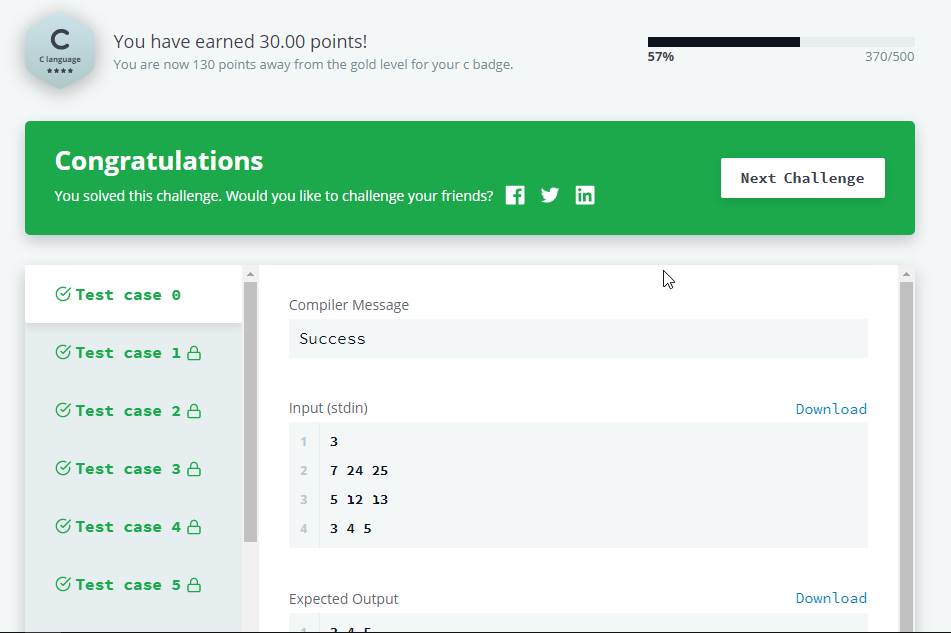 C
C language
★★★★
You have earned 30.00 points!
You are now 130 points away from the gold level for your c badge.
57%
370/500
Congratulations
You solved this challenge. Would you like to challenge your friends?
Next Challenge
Test case 0
Test case 1
Test case 2
Test case 3
Test case 4
Test case 5
Compiler Message
Success
Input (stdin)
Download
1 3
2 7 24 25
3 5 12 13
4 3 4 5
Expected Output
Download
1 3 4 5